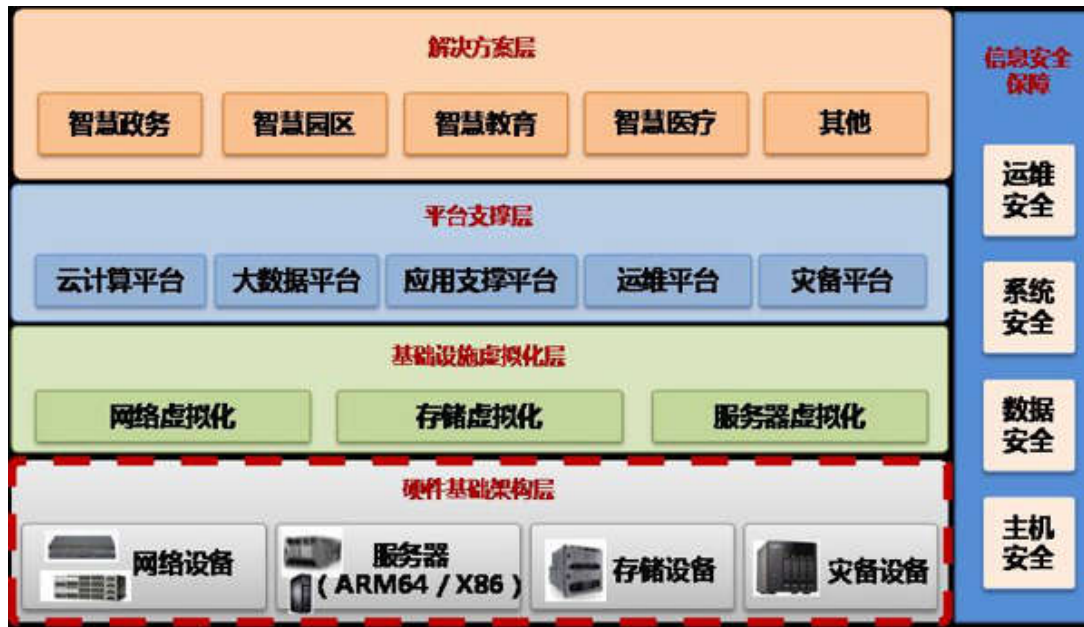 解决方案层
智慧政务
智慧园区
智慧教育
智慧医疗
其他
平台支撑层
云计算平台
大数据平台
应用支撑平台
运维平台
灾备平台
基础设施虚拟化层
网络虚拟化
存储虚拟化
服务器虚拟化
硬件基础架构层
网络设备
服务器
( ARM64 / X86 )
存储设备
灾备设备
信息安全
保障
运维
安全
系统
安全
数据
安全
主机
安全